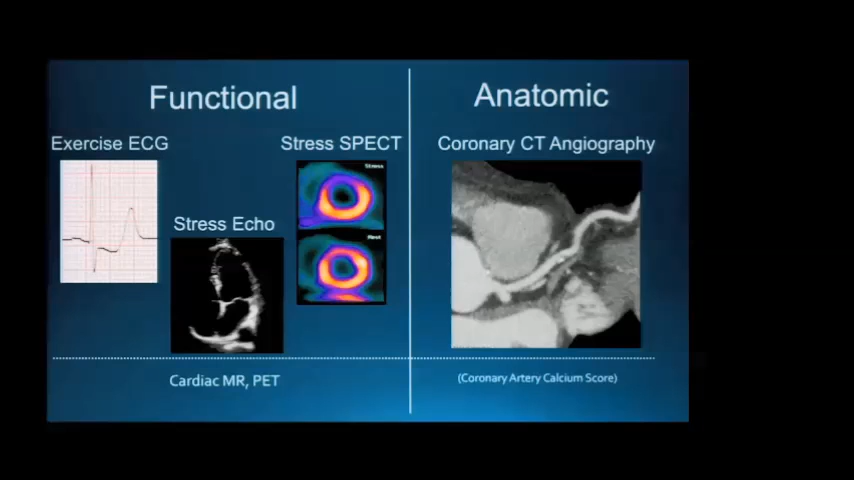 Functional
Anatomic
Exercise ECG
Stress SPECT
Coronary CT Angiography
Stress
Stress Echo
Rest
Cardiac MR, PET
(Coronary Artery Calcium Score)